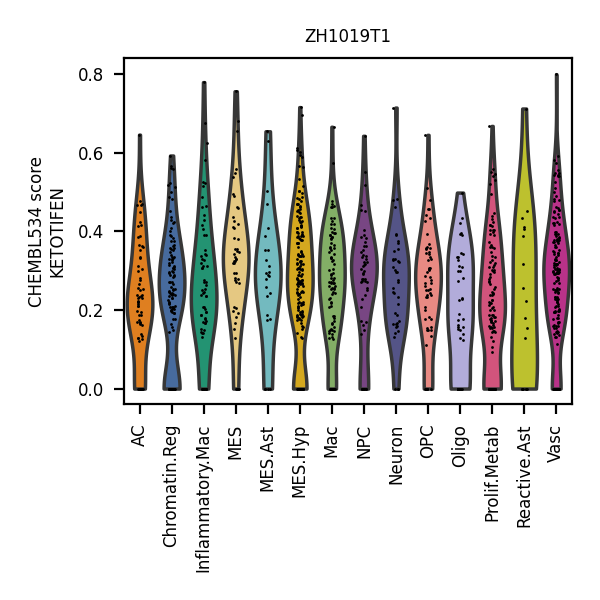 ZH1019T1
CHEMBL534 score
KETOTIFEN
0.8
0.6
0.4
0.2
0.0
AC
Chromatin.Reg
Inflammatory.Mac
MES
MES.Ast
MES.Hyp
Mac
NPC
Neuron
OPC
Oligo
Prolif.Metab
Reactive.Ast
Vasc